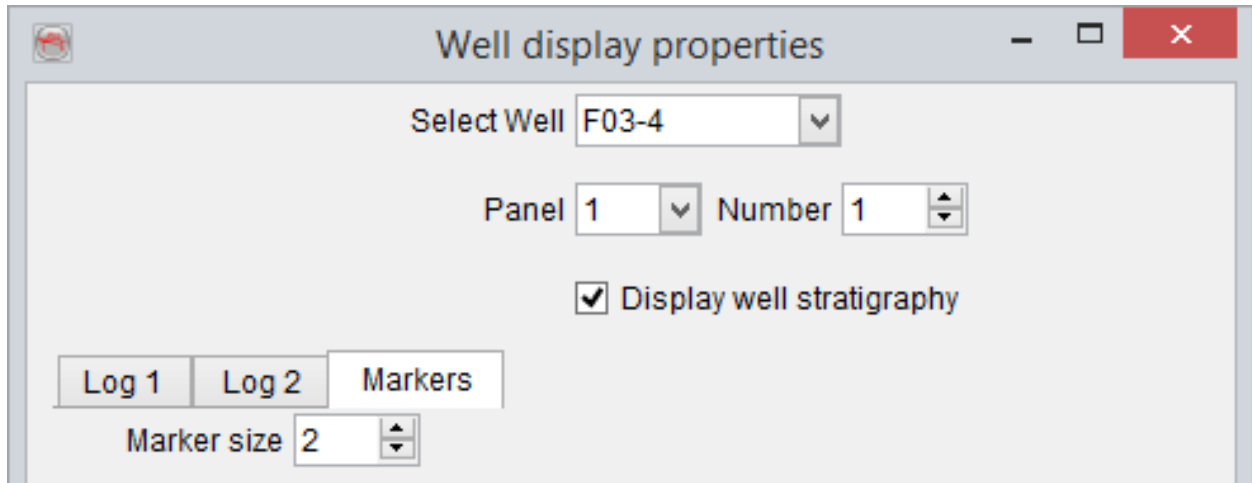 Well display properties
Select Well F03-4
Panel 1 Number 1
Display well stratigraphy
Log 1 Log 2 Markers
Marker size 2